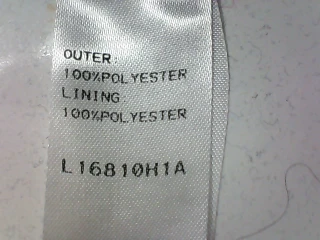 OUTER:
100%POLYESTER
LINING
100%POLYESTER
L16810H1A